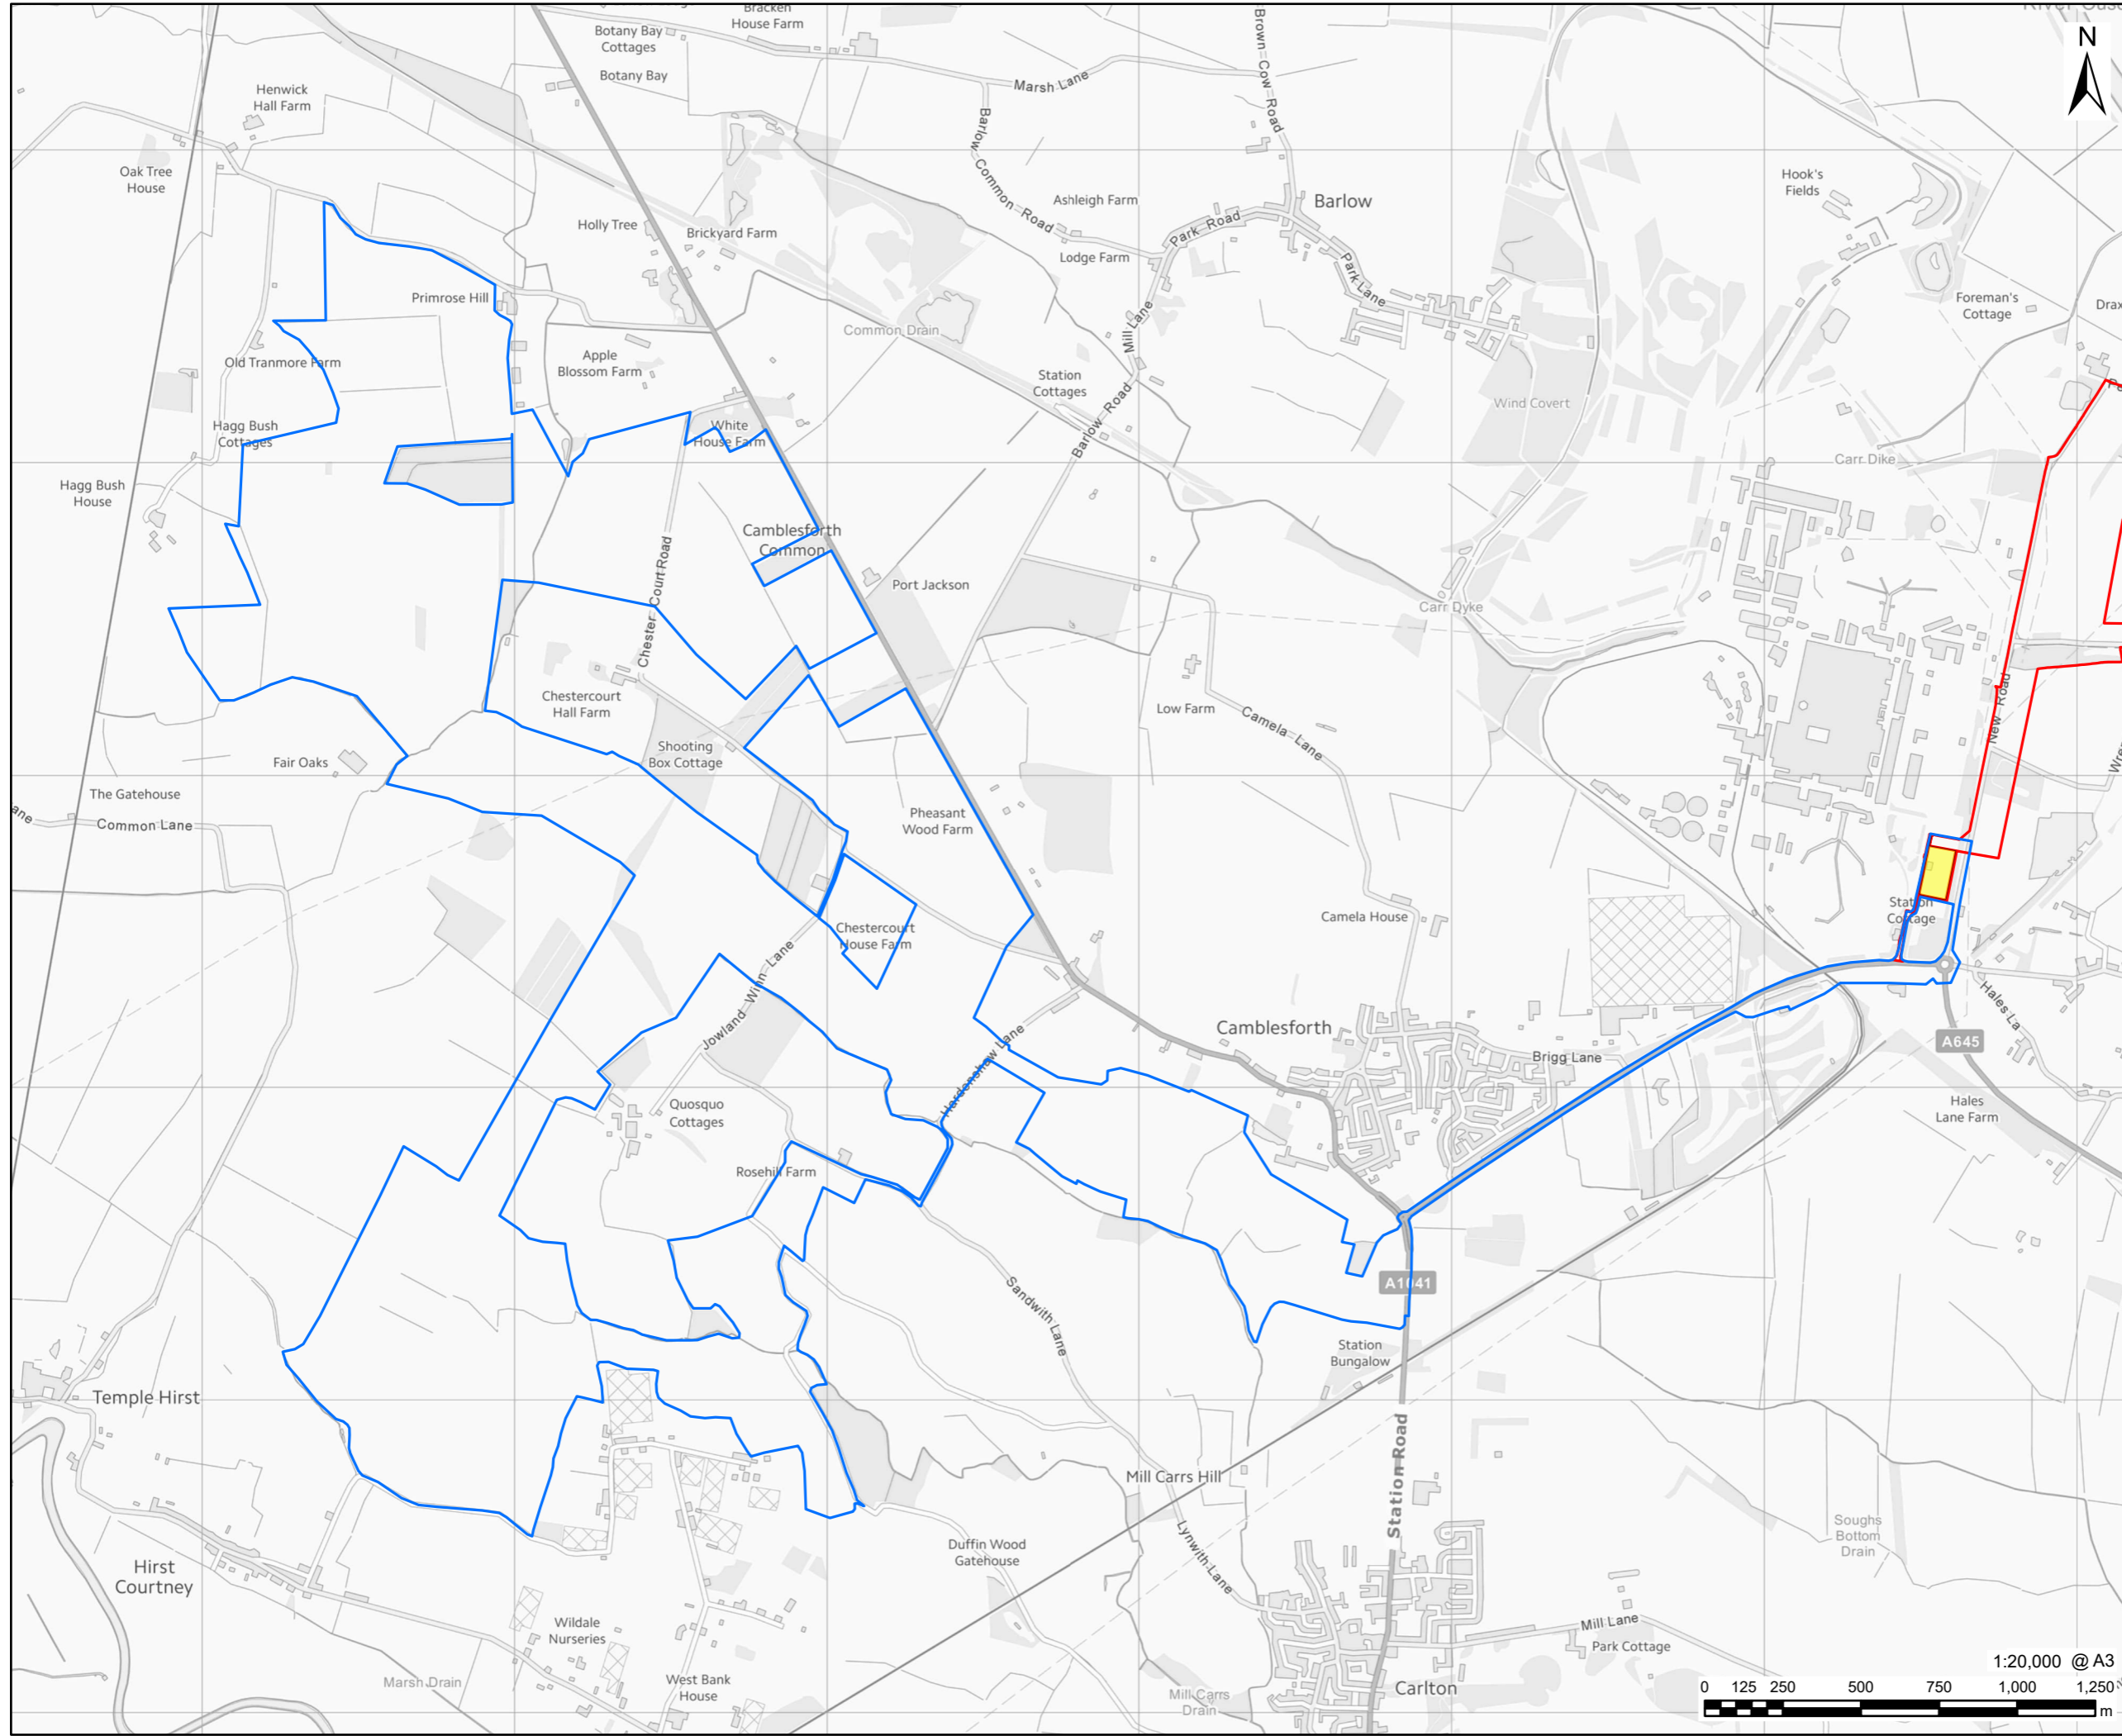 Bracken
House Farm
Botany Bay
Cottages
Botany Bay
Henwick
Hall Farm
Marsh Lane
Brown Cow Road
N
Oak Tree
House
Barlow Common Road
Ashleigh Farm
Barlow
Hook's
Fields
Holly Tree
Brickyard Farm
Park Road
Lodge Farm
Park Lane
Primrose Hill
Foreman's
Cottage
Drax
Common Drain
Mill Lane
Old Tranmore Farm
Apple
Blossom Farm
Station
Cottages
Wind Covert
Barlow Road
Hagg Bush
Cottages
White
House Farm
Carr Dike
Hagg Bush
House
Camblesforth
Common
Port Jackson
Chester Court Road
Carr Dyke
Chestercourt
Hall Farm
Low Farm
Camela Lane
New Road
Shooting
Box Cottage
Fair Oaks
The Gatehouse
Common Lane
Pheasant
Wood Farm
Camela House
Station
Cottage
Chestercourt
House Farm
Jowland Winn Lane
Hales La
Camblesforth
Hardenshaw Lane
Brigg Lane
A645
Quosquo
Cottages
Hales
Lane Farm
Rosehill Farm
Sandwith Lane
A1041
Station
Bungalow
Temple Hirst
Station Road
Mill Carrs Hill
Hirst
Courtney
Duffin Wood
Gatehouse
Lynwith Lane
Soughs
Bottom
Drain
Wildale
Nurseries
Mill Lane
Park Cottage
Marsh Drain
West Bank
House
Mill Carrs
Drain
Carlton
1:20,000 @ A3
0 125 250 500 750 1,000 1,250
m